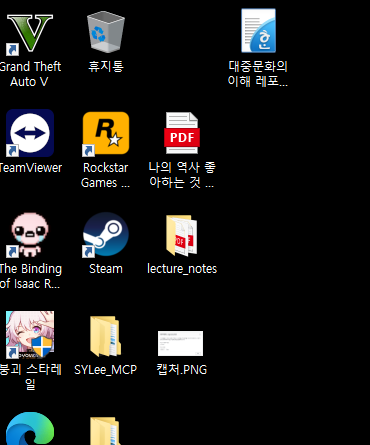 Grand Theft
Auto V
휴지통
대중문화의
이해 레포...
TeamViewer
R
PDF
Rockstar
Games ...
나의 역사 좋
아하는 것 ...
PDF
PDF
The Binding
of Isaac R...
Steam
lecture_notes
붕괴 스타레
일
SYLee_MCP
캡처.PNG